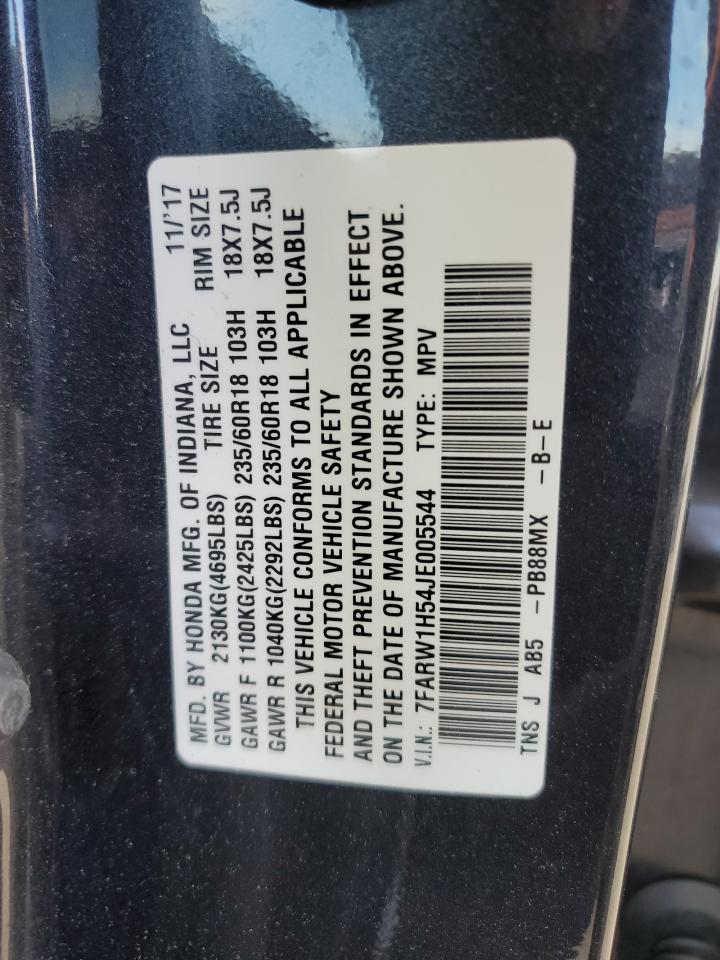 MFD. BY HONDA MFG. OF INDIANA, LLC 11/'17
GVWR 2130KG(4695LBS) TIRE SIZE RIM SIZE
GAWR F 1100KG(2425LBS) 235/60R18 103H 18X7.5J
GAWR R 1040KG(2292LBS) 235/60R18 103H 18X7.5J
THIS VEHICLE CONFORMS TO ALL APPLICABLE
FEDERAL MOTOR VEHICLE SAFETY
AND THEFT PREVENTION STANDARDS IN EFFECT
ON THE DATE OF MANUFACTURE SHOWN ABOVE.
V.I.N.: 7FARW1H54JE005544 TYPE: MPV
TNS J AB5 -PB88MX -B-E